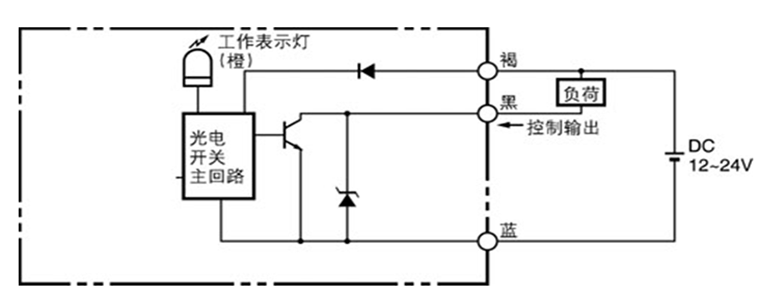 工作表示灯
(橙)
褐
负荷
黑
控制输出
光电
开关
主回路
DC
12~24V
蓝